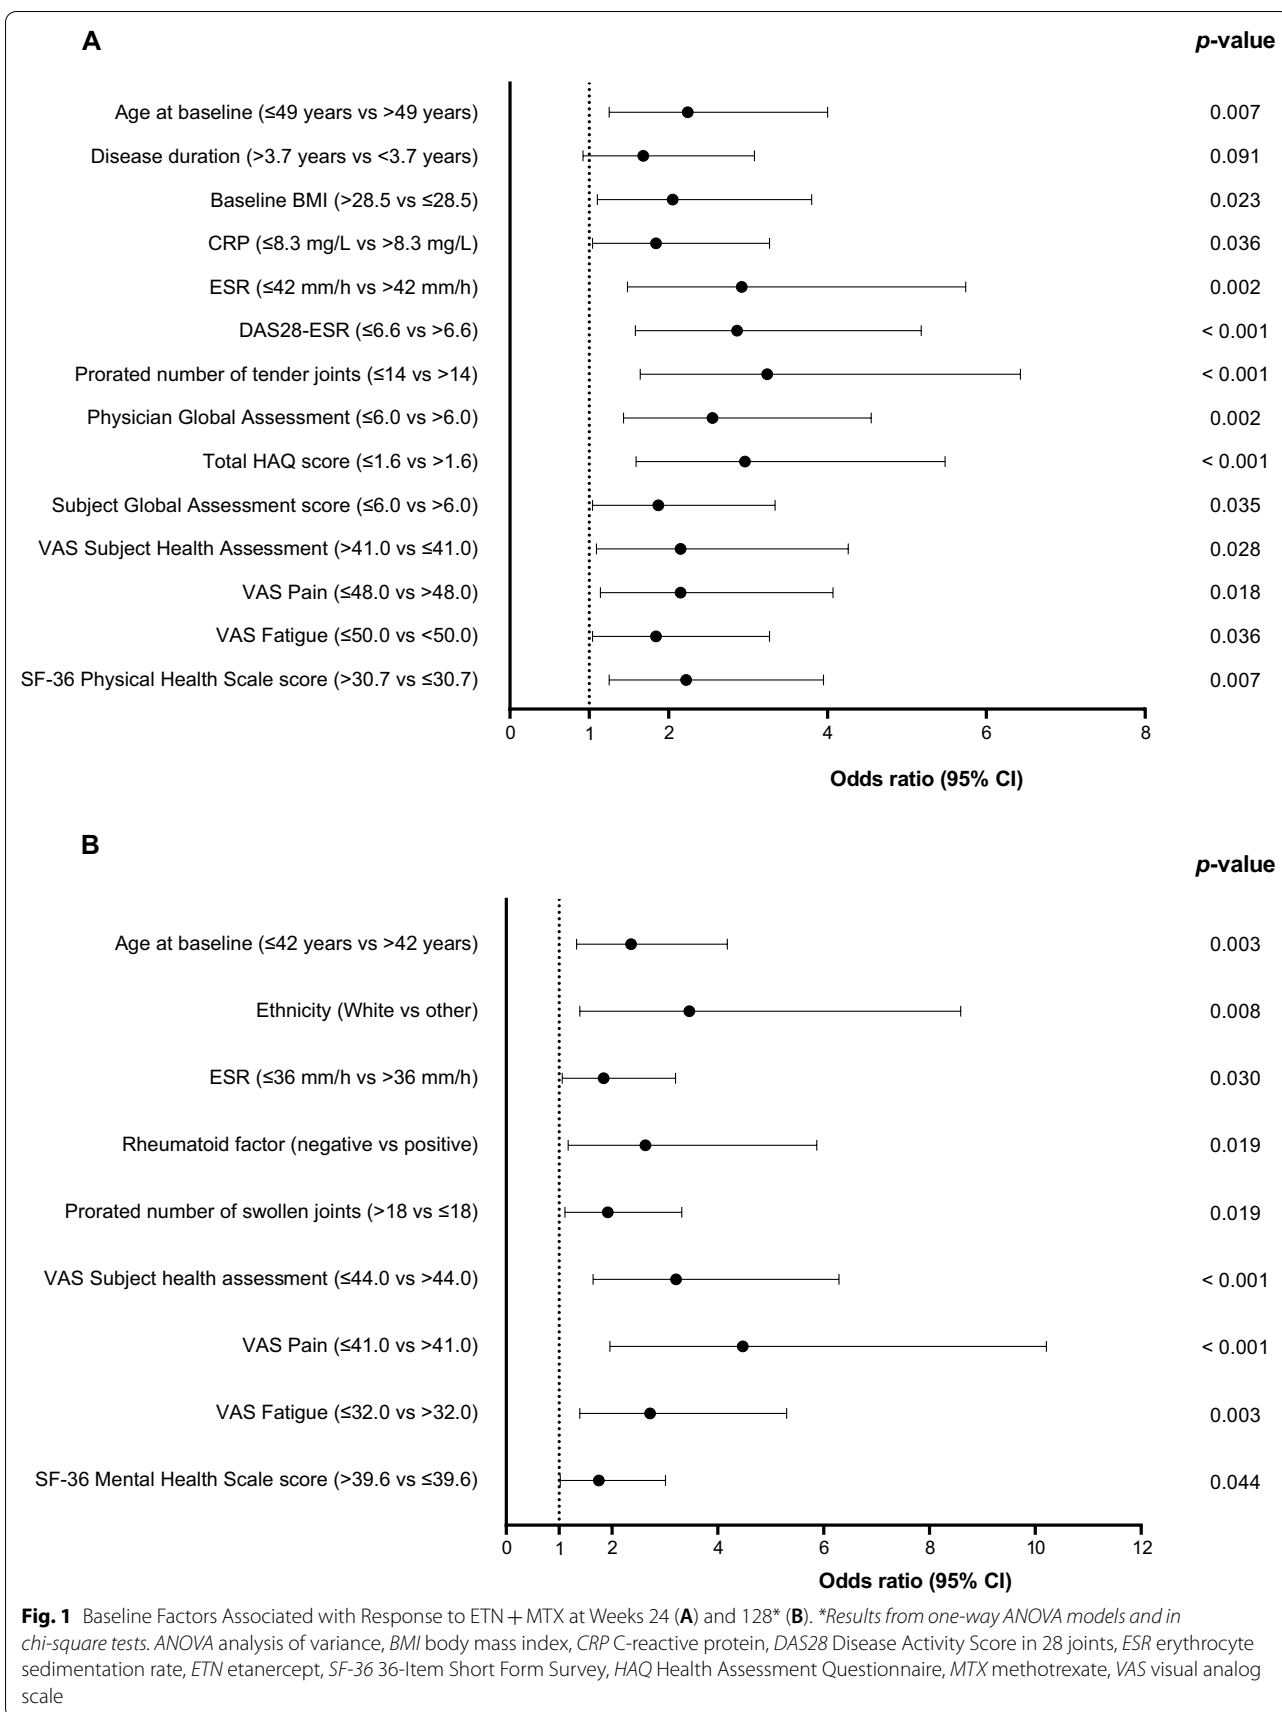 A
p-value
Age at baseline (≤49 years vs >49 years) 0.007
Disease duration (>3.7 years vs <3.7 years) 0.091
Baseline BMI (>28.5 vs ≤28.5) 0.023
CRP (≤8.3 mg/L vs >8.3 mg/L) 0.036
ESR (≤42 mm/h vs >42 mm/h) 0.002
DAS28-ESR (≤6.6 vs >6.6) < 0.001
Prorated number of tender joints (≤14 vs >14) < 0.001
Physician Global Assessment (≤6.0 vs >6.0) 0.002
Total HAQ score (≤1.6 vs >1.6) < 0.001
Subject Global Assessment score (≤6.0 vs >6.0) 0.035
VAS Subject Health Assessment (>41.0 vs ≤41.0) 0.028
VAS Pain (≤48.0 vs >48.0) 0.018
VAS Fatigue (≤50.0 vs <50.0) 0.036
SF-36 Physical Health Scale score (>30.7 vs ≤30.7) 0.007
0 1 2 4 6 8
Odds ratio (95% CI)
B
p-value
Age at baseline (≤42 years vs >42 years) 0.003
Ethnicity (White vs other) 0.008
ESR (≤36 mm/h vs >36 mm/h) 0.030
Rheumatoid factor (negative vs positive) 0.019
Prorated number of swollen joints (>18 vs ≤18) 0.019
VAS Subject health assessment (≤44.0 vs >44.0) < 0.001
VAS Pain (≤41.0 vs >41.0) < 0.001
VAS Fatigue (≤32.0 vs >32.0) 0.003
SF-36 Mental Health Scale score (>39.6 vs ≤39.6) 0.044
0 1 2 4 6 8 10 12
Odds ratio (95% CI)
Fig. 1 Baseline Factors Associated with Response to ETN + MTX at Weeks 24 (A) and 128* (B). *Results from one-way ANOVA models and in
chi-square tests. ANOVA analysis of variance, BMI body mass index, CRP C-reactive protein, DAS28 Disease Activity Score in 28 joints, ESR erythrocyte
sedimentation rate, ETN etanercept, SF-36 36-Item Short Form Survey, HAQ Health Assessment Questionnaire, MTX methotrexate, VAS visual analog
scale